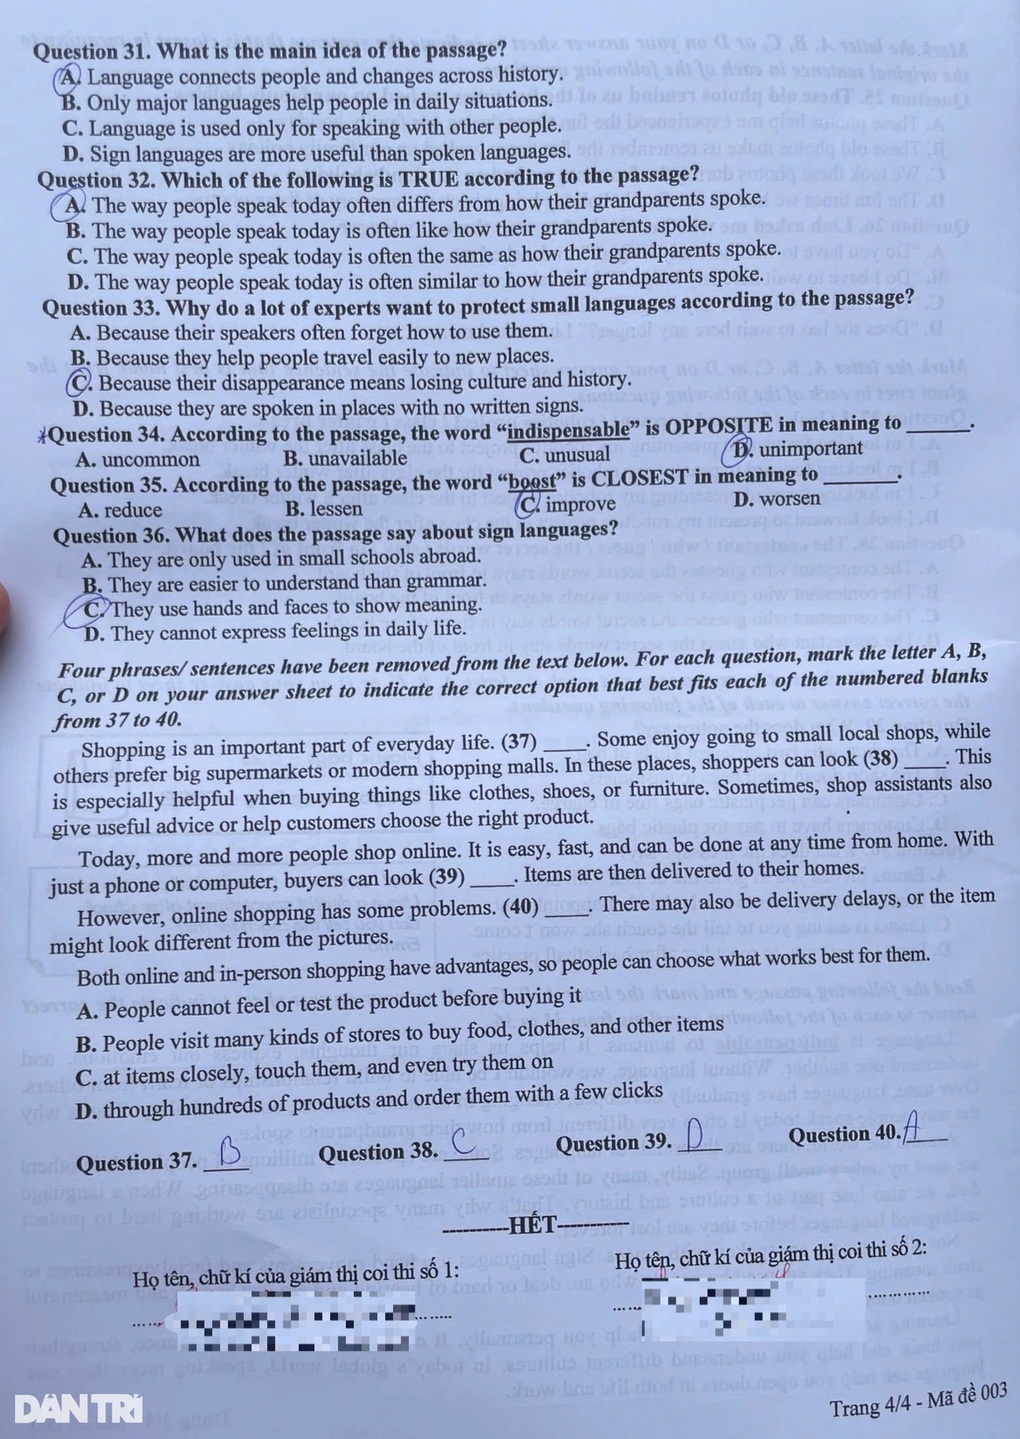 Question 31. What is the main idea of the passage?
A. Language connects people and changes across history.
B. Only major languages help people in daily situations.
C. Language is used only for speaking with other people.
D. Sign languages are more useful than spoken languages.
Question 32. Which of the following is TRUE according to the passage?
A. The way people speak today often differs from how their grandparents spoke.
B. The way people speak today is often like how their grandparents spoke.
C. The way people speak today is often the same as how their grandparents spoke.
D. The way people speak today is often similar to how their grandparents spoke.
Question 33. Why do a lot of experts want to protect small languages according to the passage?
A. Because their speakers often forget how to use them.
B. Because they help people travel easily to new places.
C. Because their disappearance means losing culture and history.
D. Because they are spoken in places with no written signs.
*Question 34. According to the passage, the word “indispensable” is OPPOSITE in meaning to ______.
A. uncommon B. unavailable C. unusual D. unimportant
Question 35. According to the passage, the word “boost” is CLOSEST in meaning to _______.
A. reduce B. lessen C. improve D. worsen
Question 36. What does the passage say about sign languages?
A. They are only used in small schools abroad.
B. They are easier to understand than grammar.
C. They use hands and faces to show meaning.
D. They cannot express feelings in daily life.
Four phrases/ sentences have been removed from the text below. For each question, mark the letter A, B,
C, or D on your answer sheet to indicate the correct option that best fits each of the numbered blanks
from 37 to 40.
Shopping is an important part of everyday life. (37) ____. Some enjoy going to small local shops, while
others prefer big supermarkets or modern shopping malls. In these places, shoppers can look (38) ____. This
is especially helpful when buying things like clothes, shoes, or furniture. Sometimes, shop assistants also
give useful advice or help customers choose the right product.
Today, more and more people shop online. It is easy, fast, and can be done at any time from home. With
just a phone or computer, buyers can look (39) ____. Items are then delivered to their homes.
However, online shopping has some problems. (40) ____. There may also be delivery delays, or the item
might look different from the pictures.
Both online and in-person shopping have advantages, so people can choose what works best for them.
A. People cannot feel or test the product before buying it
B. People visit many kinds of stores to buy food, clothes, and other items
C. at items closely, touch them, and even try them on
D. through hundreds of products and order them with a few clicks
Question 37. B Question 38. C Question 39. D Question 40. A
----------HẾT----------
Họ tên, chữ kí của giám thị coi thi số 1: Họ tên, chữ kí của giám thị coi thi số 2:
DÂN TRÍ
Trang 4/4 - Mã đề 003